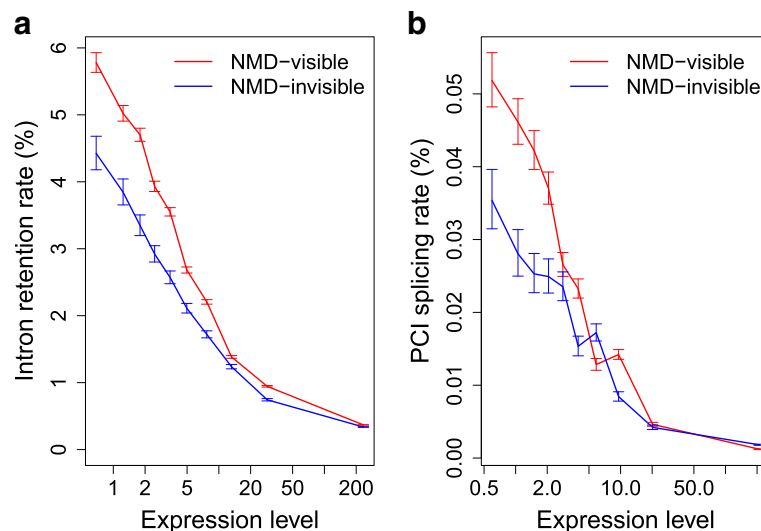 a
Intron retention rate (%)
6
5
4
3
2
1
0
NMD−visible
NMD−invisible
1 2 5 20 50 200
Expression level
b
PCI splicing rate (%)
0.05
0.04
0.03
0.02
0.01
0.00
NMD−visible
NMD−invisible
0.5 2.0 10.0 50.0
Expression level